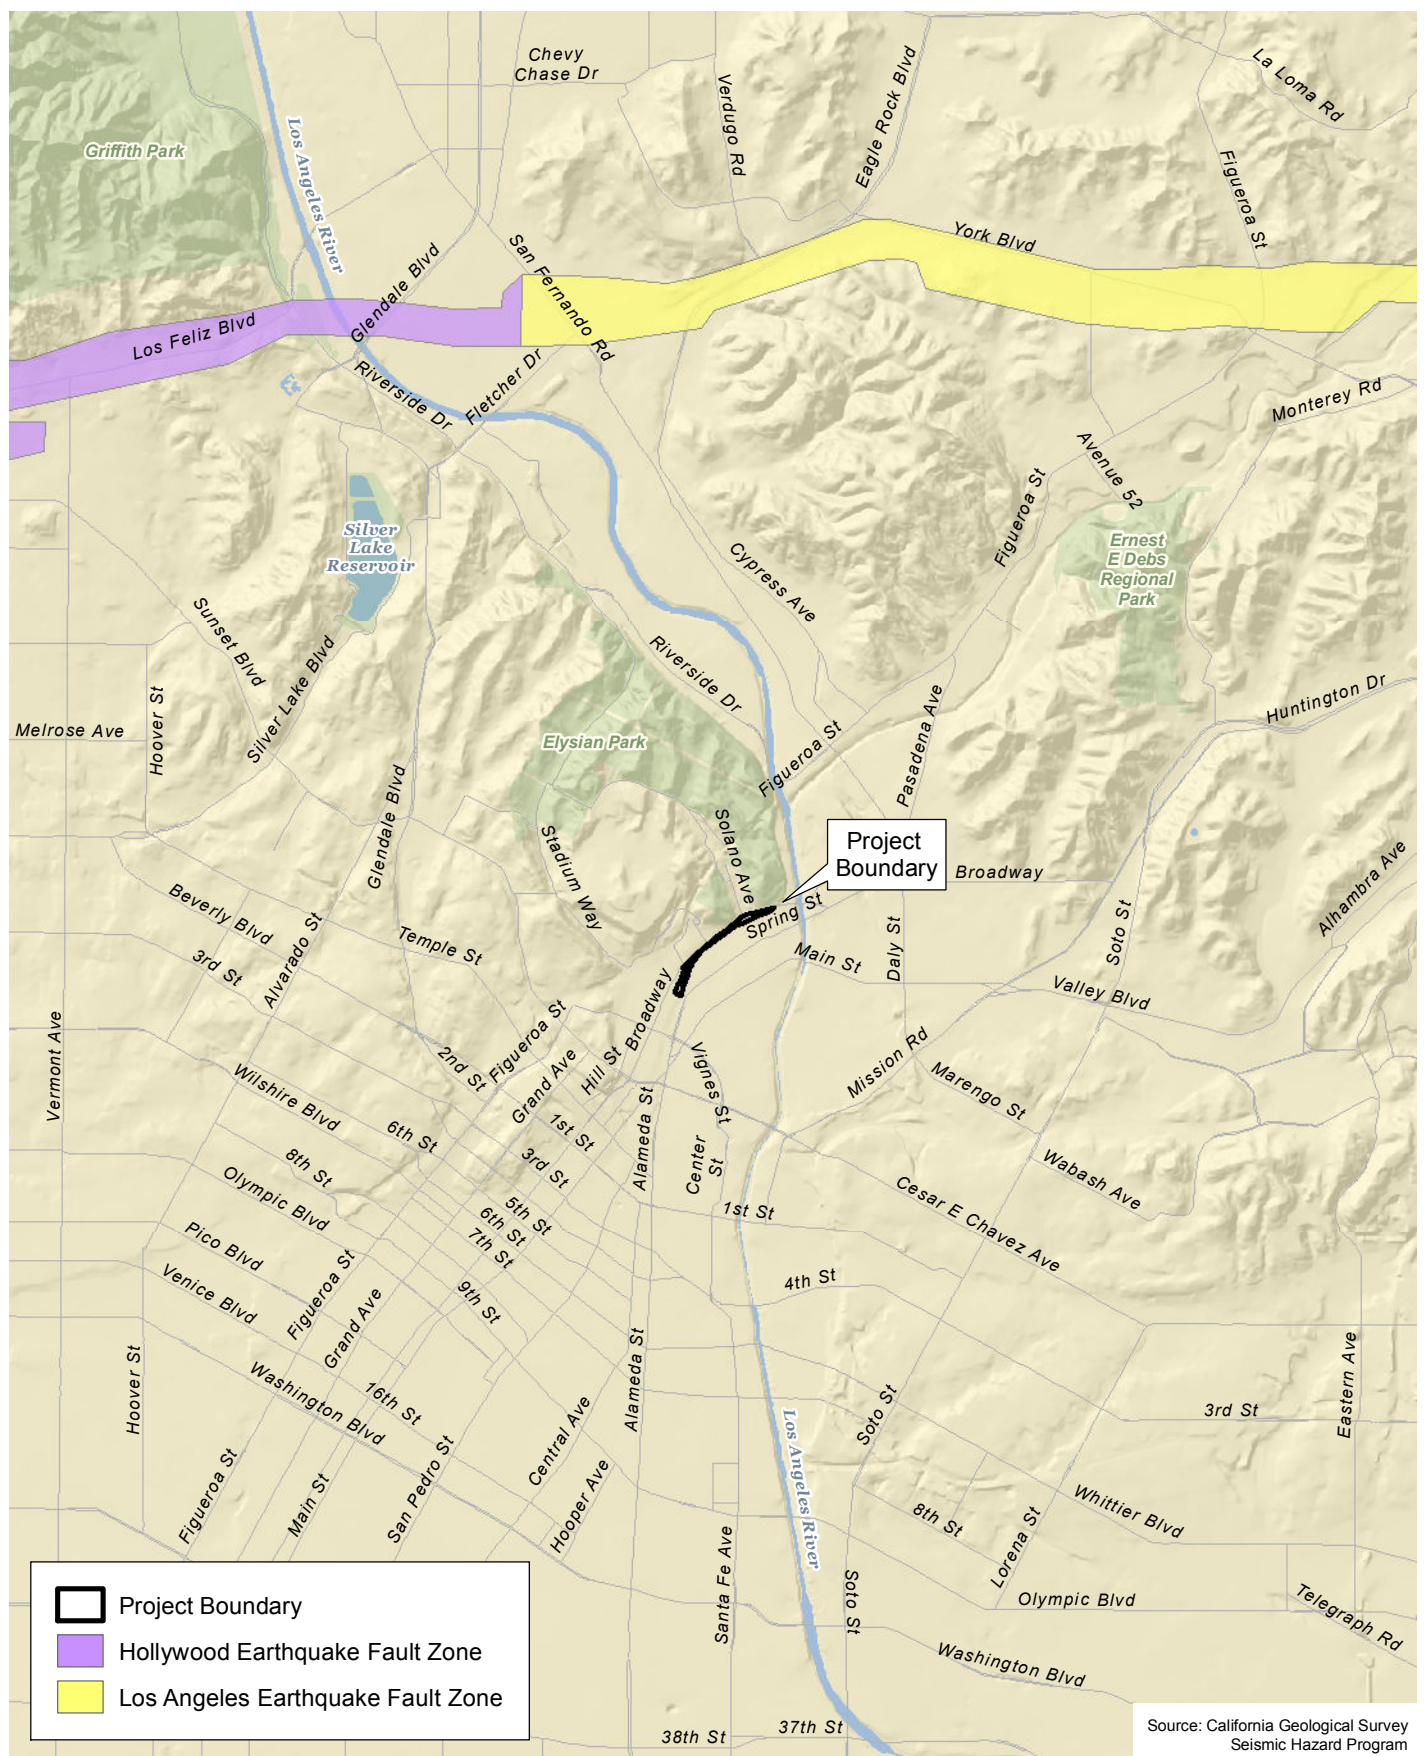 Chevy
Chase Dr
Verdugo Rd
Eagle Rock Blvd
La Loma Rd
Griffith Park
Los Angeles River
Figueroa St
York Blvd
San Fernando Rd
Glendale Blvd
Los Feliz Blvd
Riverside Dr
Fletcher Dr
Monterey Rd
Avenue 52
Figueroa St
Silver
Lake
Reservoir
Ernest
E Debs
Regional
Park
Cypress Ave
Sunset Blvd
Silver Lake Blvd
Riverside Dr
Hoover St
Melrose Ave
Huntington Dr
Elysian Park
Figueroa St
Pasadena Ave
Glendale Blvd
Solano Ave
Stadium Way
Project
Boundary
Broadway
Alhambra Ave
Beverly Blvd
Spring St
Soto St
Alvarado St
Temple St
3rd St
Main St
Daly St
Valley Blvd
Broadway
Figueroa St
Vermont Ave
2nd St
Grand Ave
Hill St
Vignes St
Mission Rd
Marengo St
Wilshire Blvd
6th St
1st St
Alameda St
Center
St
8th St
3rd St
Wabash Ave
Olympic Blvd
5th St
6th St
7th St
1st St
Cesar E Chavez Ave
Pico Blvd
Figueroa St
4th St
Venice Blvd
Grand Ave
9th St
Hoover St
Alameda St
Eastern Ave
Washington Blvd
16th St
Soto St
3rd St
Los Angeles River
Central Ave
Figueroa St
Main St
San Pedro St
Hooper Ave
Whittier Blvd
8th St
Lorena St
Santa Fe Ave
Soto St
Olympic Blvd
Telegraph Rd
Washington Blvd
38th St
37th St
Project Boundary
Hollywood Earthquake Fault Zone
Los Angeles Earthquake Fault Zone
Source: California Geological Survey
Seismic Hazard Program